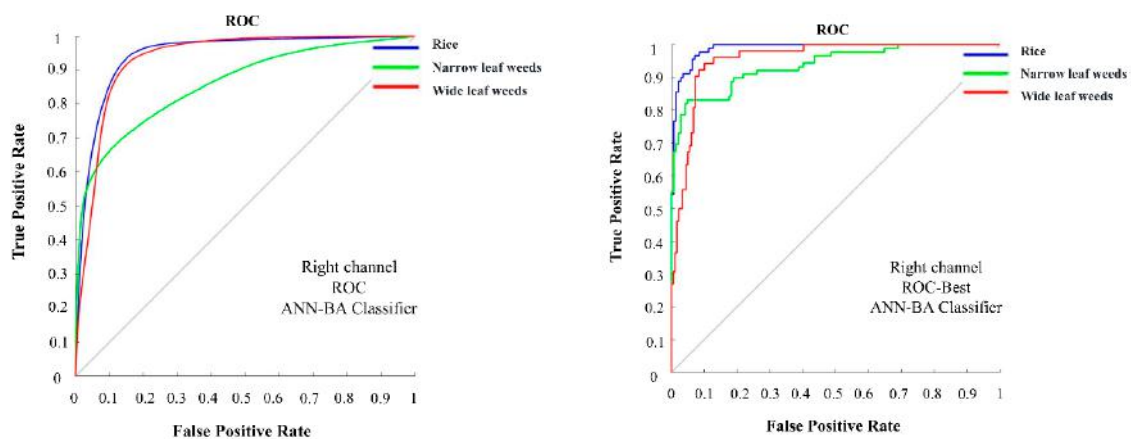 ROC
1
0.9
0.8
0.7
0.6
0.5
0.4
0.3
0.2
0.1
0
True Positive Rate
Rice
Narrow leaf weeds
Wide leaf weeds
Right channel
ROC
ANN-BA Classifier
0 0.1 0.2 0.3 0.4 0.5 0.6 0.7 0.8 0.9 1
False Positive Rate
ROC
1
0.9
0.8
0.7
0.6
0.5
0.4
0.3
0.2
0.1
0
True Positive Rate
Rice
Narrow leaf weeds
Wide leaf weeds
Right channel
ROC-Best
ANN-BA Classifier
0 0.1 0.2 0.3 0.4 0.5 0.6 0.7 0.8 0.9 1
False Positive Rate